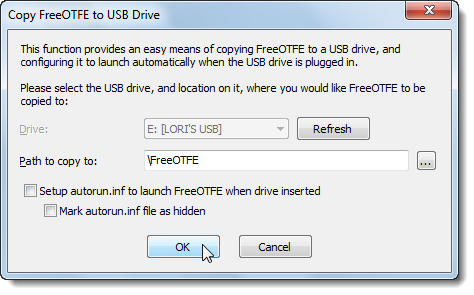 Copy FreeOTFE to USB Drive
This function provides an easy means of copying FreeOTFE to a USB drive, and
configuring it to launch automatically when the USB drive is plugged in.
Please select the USB drive, and location on it, where you would like FreeOTFE to be
copied to:
Drive: E: [LORI'S USB] Refresh
Path to copy to: \FreeOTFE ...
Setup autorun.inf to launch FreeOTFE when drive inserted
Mark autorun.inf file as hidden
OK Cancel